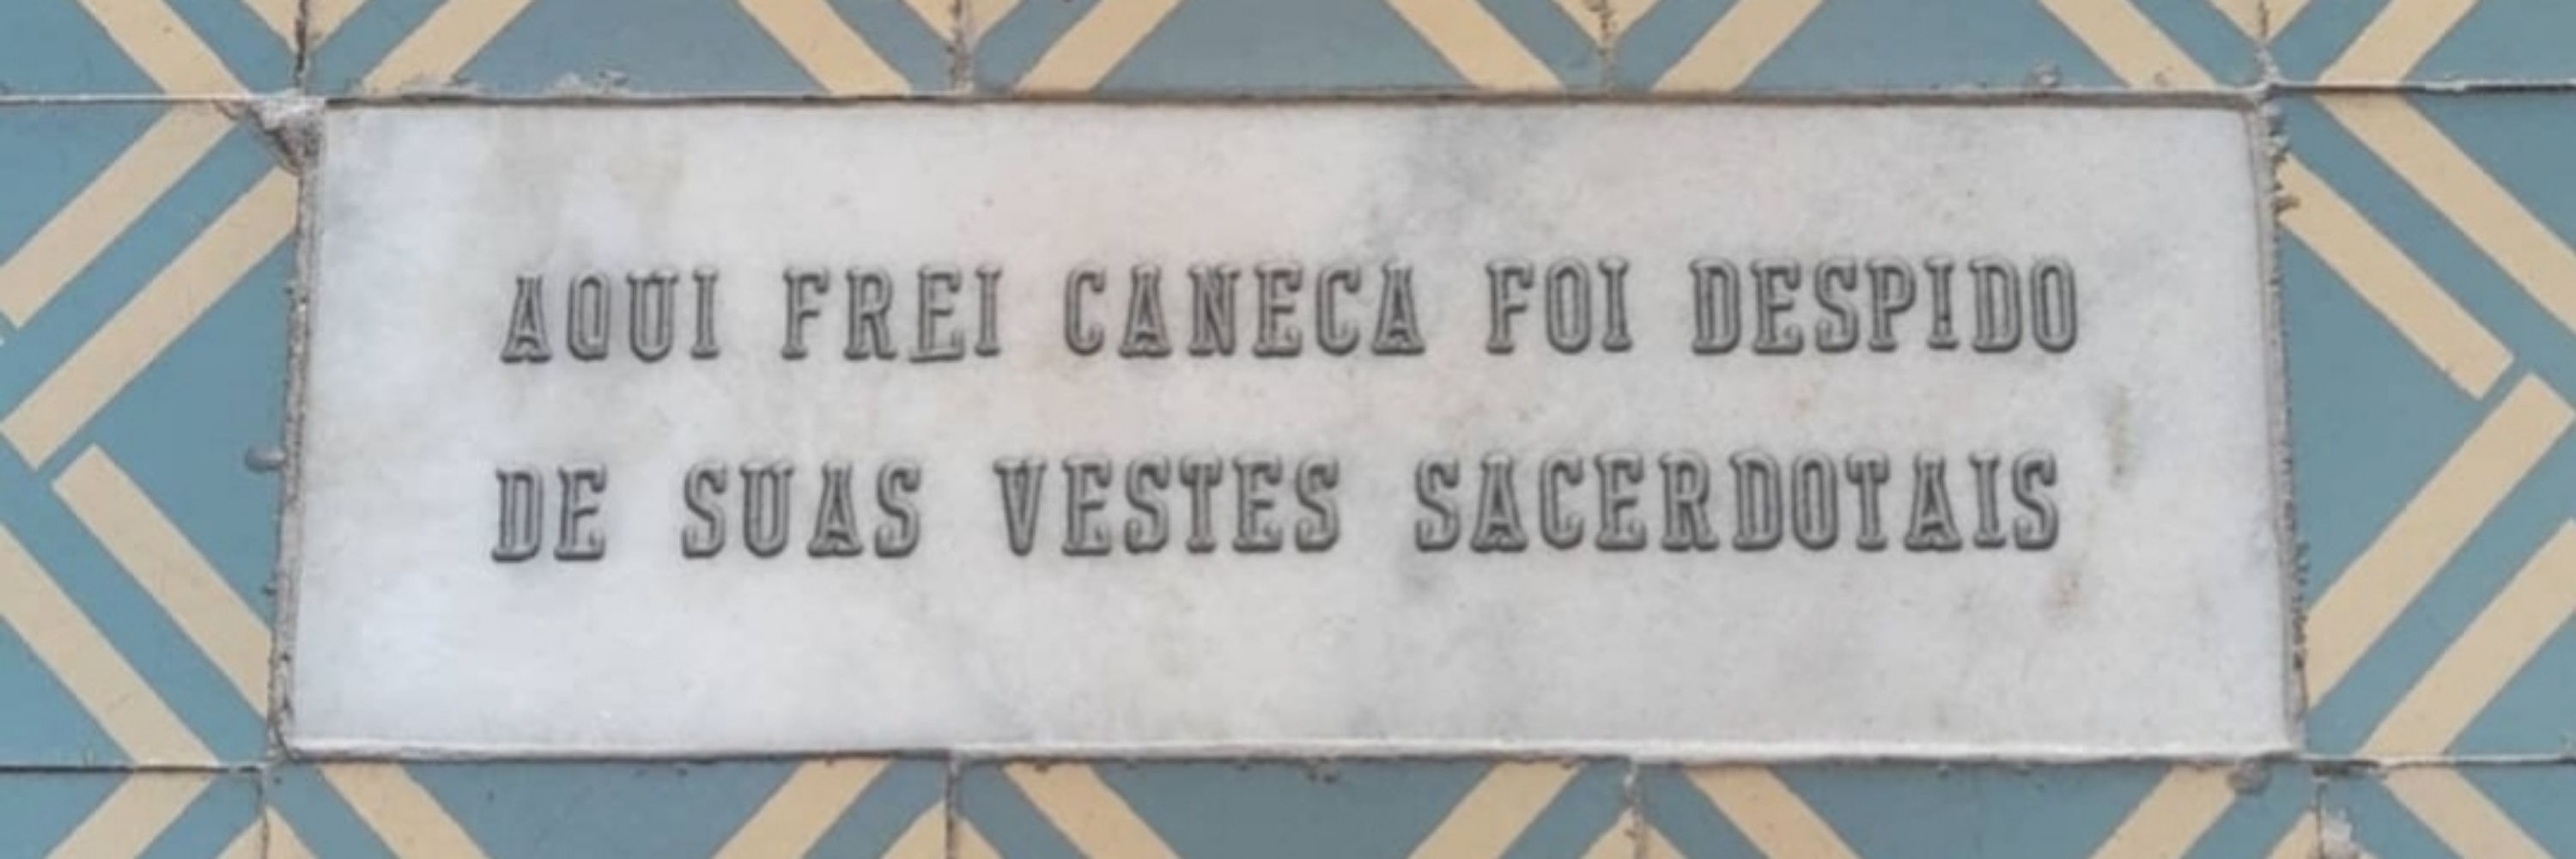 AQUI FREI CANECA FOI DESPIDO
DE SUAS VESTES SACERDOTAIS